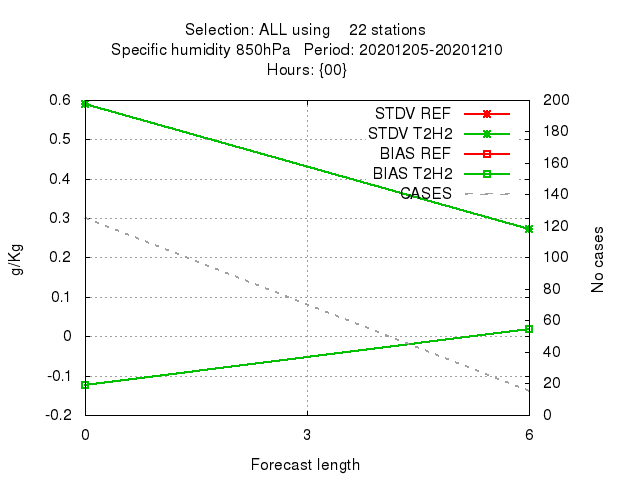 Selection: ALL using    22 stations
Specific humidity 850hPa   Period: 20201205-20201210
Hours: {00}
0.6
0.5
0.4
0.3
0.2
0.1
0
-0.1
-0.2
g/Kg
STDV REF
STDV T2H2
BIAS REF
BIAS T2H2
CASES
200
180
160
140
120
100
80
60
40
20
0
No cases
0 3 6
Forecast length